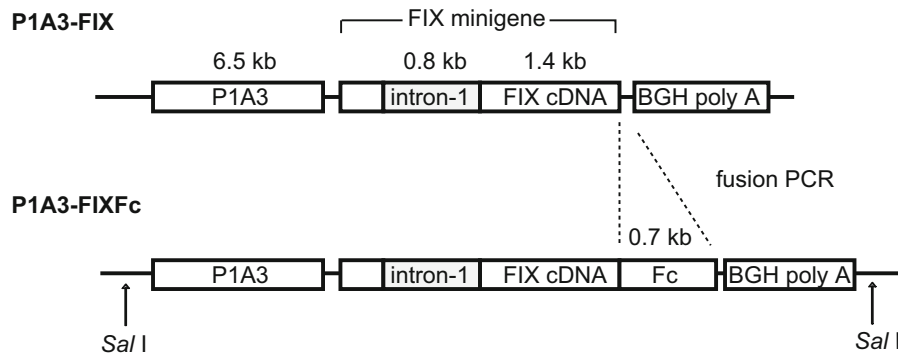 P1A3-FIX
FIX minigene
6.5 kb 0.8 kb 1.4 kb
P1A3 intron-1 FIX cDNA BGH poly A
fusion PCR
P1A3-FIXFc
0.7 kb
P1A3 intron-1 FIX cDNA Fc BGH poly A
Sal I Sal I